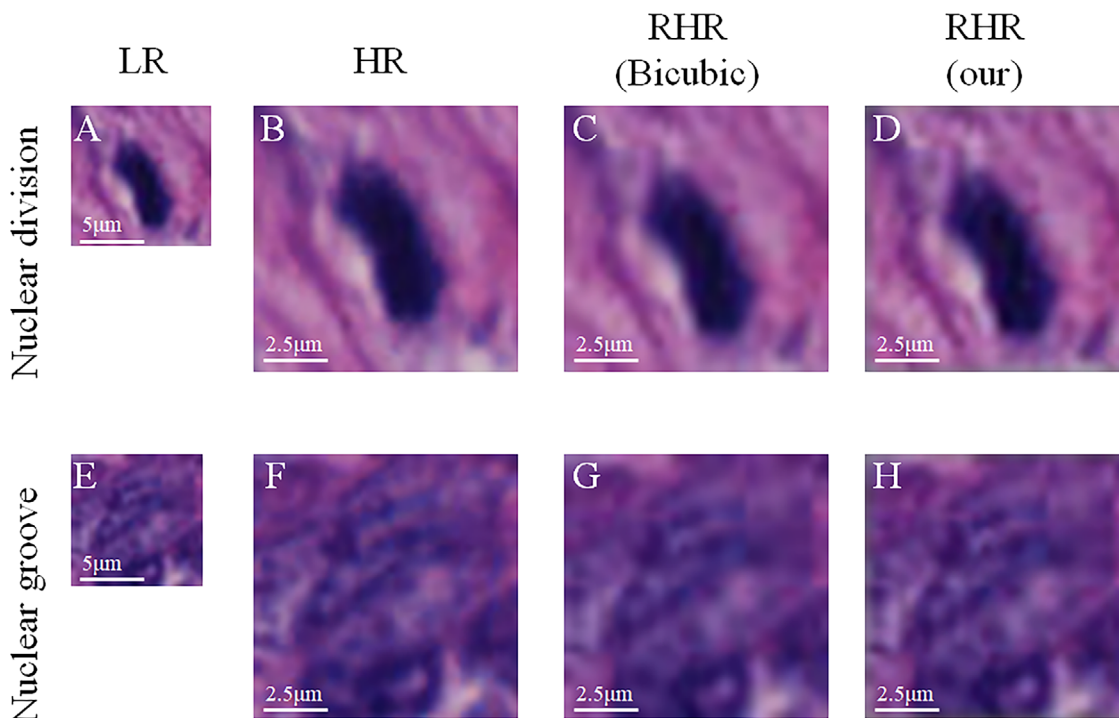 LR
HR
RHR
(Bicubic)
RHR
(our)
Nuclear division
A
5μm
B
2.5μm
C
2.5μm
D
2.5μm
Nuclear groove
E
5μm
F
2.5μm
G
2.5μm
H
2.5μm